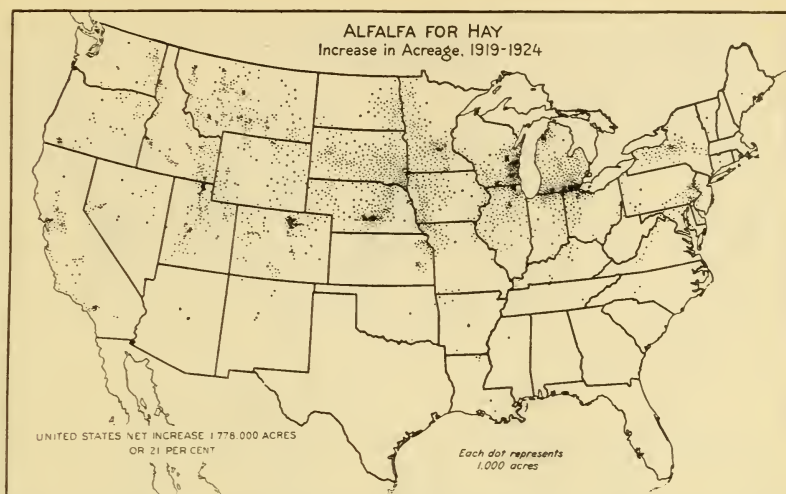 ALFALFA FOR HAY
Increase in Acreage, 1919-1924
UNITED STATES NET INCREASE 1 778.000 ACRES
OR 21 PER CENT
Each dot represents
1,000 acres